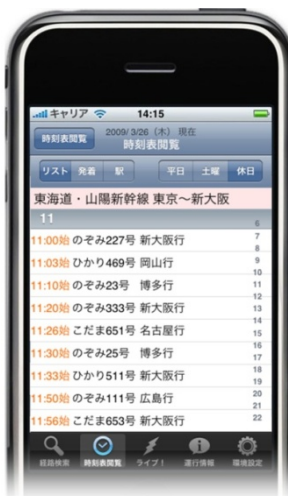 キャリア 14:15
時刻表閲覧 2009/ 3/26 (木) 現在
時刻表閲覧
リスト 発着 駅 平日 土曜 休日
東海道・山陽新幹線 東京～新大阪
11
11:00始 のぞみ227号 新大阪行
11:03始 ひかり469号 岡山行
11:10始 のぞみ23号 博多行
11:20始 のぞみ333号 新大阪行
11:26始 こだま651号 名古屋行
11:30始 のぞみ25号 博多行
11:33始 ひかり511号 新大阪行
11:50始 のぞみ111号 広島行
11:56始 こだま653号 新大阪行
6
7
8
9
10
11
12
13
14
15
16
17
18
19
20
21
22
経路検索 時刻表閲覧 ライブ！ 運行情報 環境設定